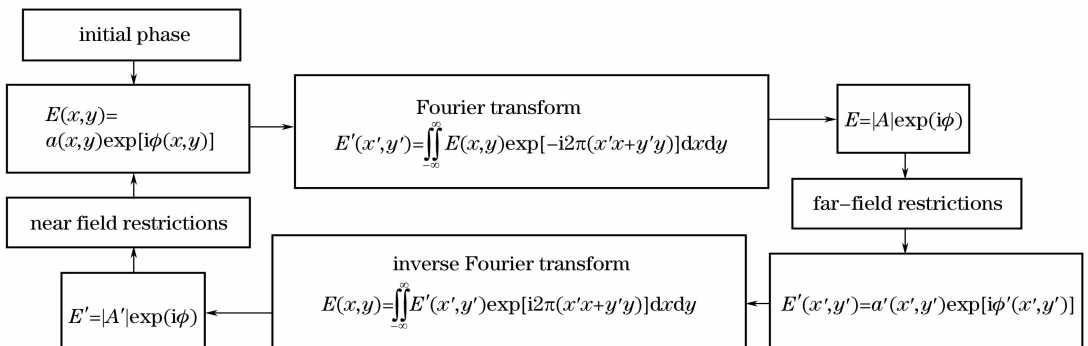 initial phase
E(x,y)=
a(x,y)exp[iϕ(x,y)]
Fourier transform
E′(x′,y′)=∬_{−∞}^{∞} E(x,y)exp[−i2π(x′x+y′y)]dxdy
E=|A|exp(iϕ)
far−field restrictions
near field restrictions
inverse Fourier transform
E(x,y)=∬_{−∞}^{∞} E′(x′,y′)exp[i2π(x′x+y′y)]dxdy
E′(x′,y′)=a′(x′,y′)exp[iϕ′(x′,y′)]
E′=|A′|exp(iϕ)